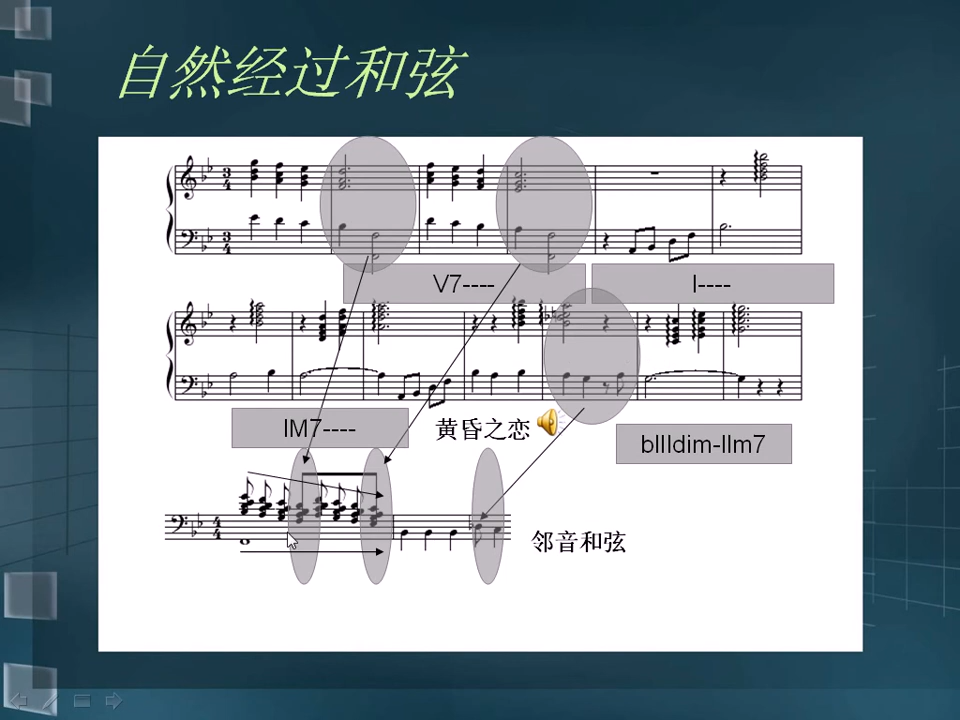 自然经过和弦
V7----
I----
IM7----
黄昏之恋
bIIIdim-IIm7
邻音和弦